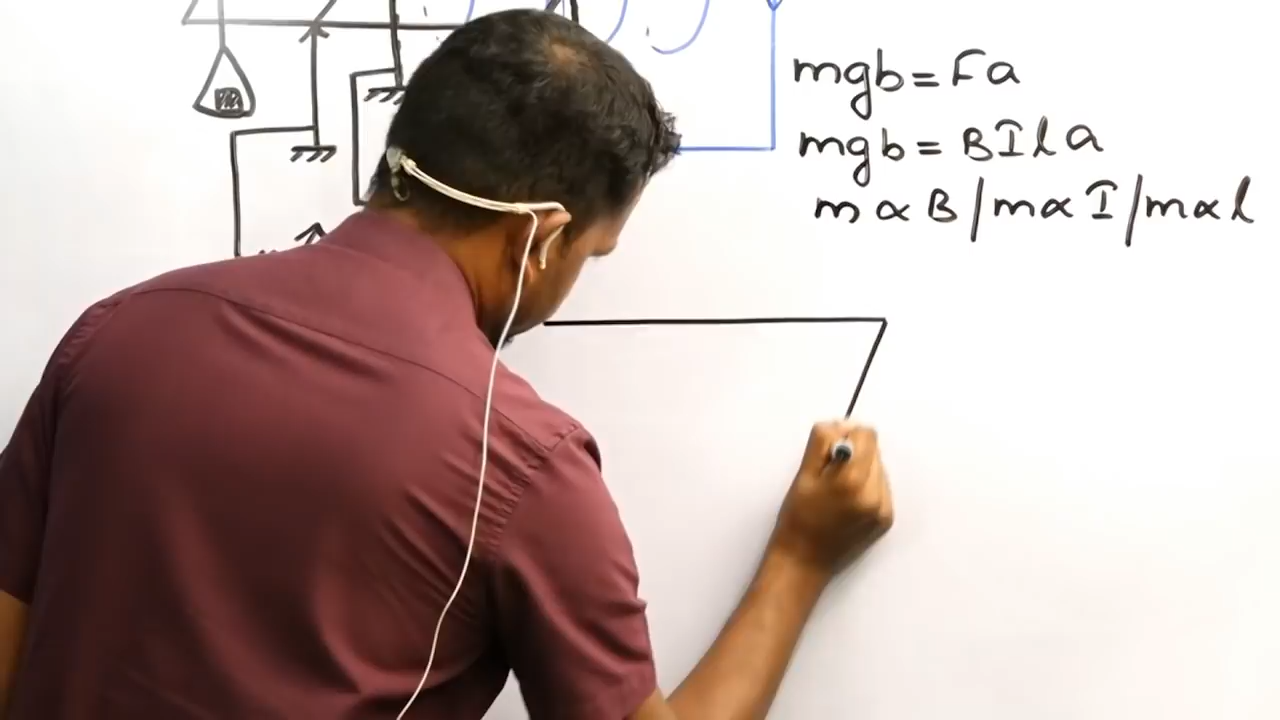 mgb = Fa
mgb = BIla
m α B / m α I / m α l